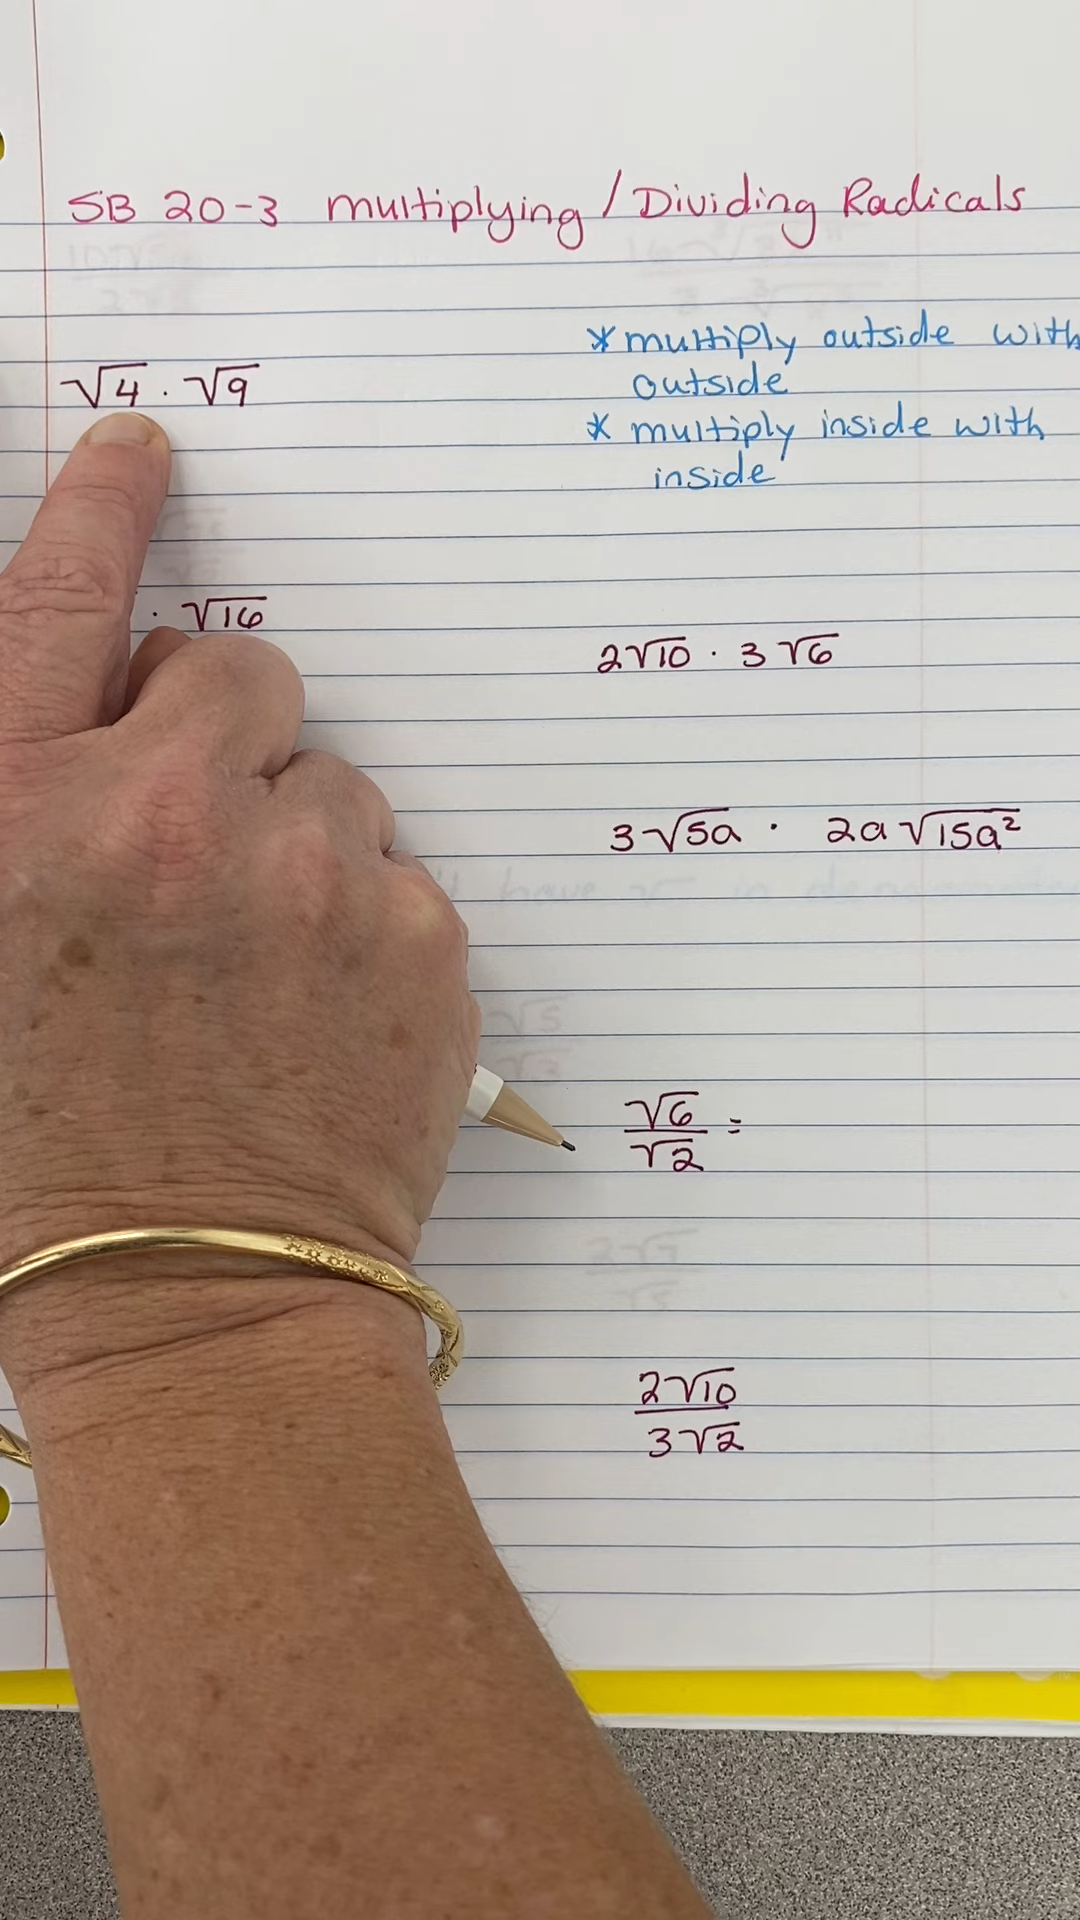 SB 20-3 multiplying / Dividing Radicals
√4 · √9
* multiply outside with
outside
* multiply inside with
inside
· √16
2√10 · 3√6
3√5a · 2a√15a²
√6
√2
=
2√10
3√2